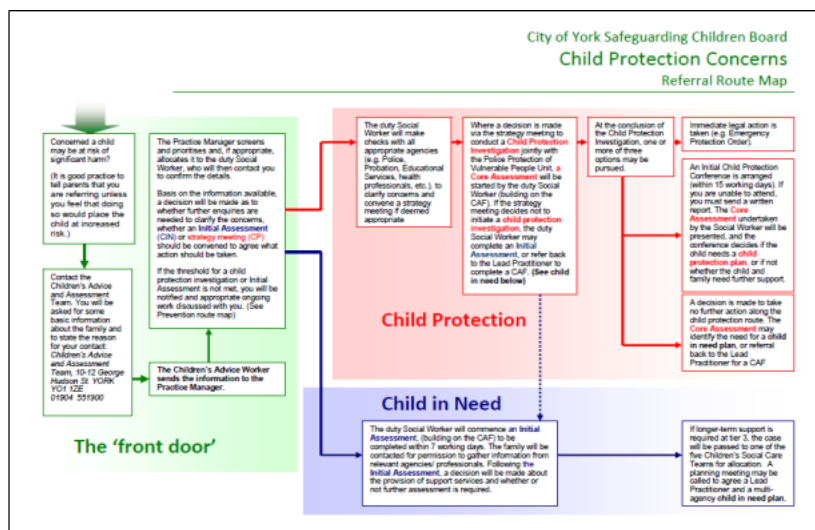 City of York Safeguarding Children Board
Child Protection Concerns
Referral Route Map
Concerned a child
may be at risk of
significant harm?
(It is good practice to
tell parents that you
are referring unless
you feel that doing
so would place the
child at increased
risk.)
Contact the
Children's Advice
and Assessment
Team. You will be
asked for some
basic information
about the family and
to state the reason
for your contact:
Children's Advice
and Assessment
Team, 10-12 George
Hudson St. YORK
YO1 1ZE
01904 551900
The Practice Manager screens
and prioritises and, if appropriate,
allocates it to the duty Social
Worker, who will then contact you
to confirm the details.
Basis on the information available,
a decision will be made as to
whether further enquiries are
needed to clarify the concerns,
whether an Initial Assessment
(CIN) or strategy meeting (CP)
should be convened to agree what
action should be taken.
If the threshold for a child
protection investigation or Initial
Assessment is not met, you will be
notified and appropriate ongoing
work discussed with you. (See
Prevention route map)
The Children's Advice Worker
sends the information to the
Practice Manager.
The 'front door'
The duty Social
Worker will make
checks with all
appropriate agencies
(e.g. Police,
Probation, Educational
Services, health
professionals, etc.), to
clarify concerns and
convene a strategy
meeting if deemed
appropriate
Where a decision is made
via the strategy meeting to
conduct a Child Protection
Investigation jointly with
the Police Protection of
Vulnerable People Unit, a
Core Assessment will be
started by the duty Social
Worker (building on the
CAF). If the strategy
meeting decides not to
initiate a child protection
investigation, the duty
Social Worker may
complete an Initial
Assessment, or refer back
to the Lead Practitioner to
complete a CAF. (See child
in need below)
At the conclusion of
the Child Protection
Investigation, one or
more of three
options may be
pursued.
Immediate legal action is
taken (e.g. Emergency
Protection Order).
An Initial Child Protection
Conference is arranged
(within 15 working days). If
you are unable to attend,
you must send a written
report. The Core
Assessment undertaken
by the Social Worker will be
presented, and the
conference decides if the
child needs a child
protection plan, or if not
whether the child and
family need further support.
A decision is made to take
no further action along the
child protection route. The
Core Assessment may
identify the need for a child
in need plan, or referral
back to the Lead
Practitioner for a CAF
Child Protection
Child in Need
The duty Social Worker will commence an Initial
Assessment, (building on the CAF) to be
completed within 7 working days. The family will be
contacted for permission to gather information from
relevant agencies/ professionals. Following the
Initial Assessment, a decision will be made about
the provision of support services and whether or
not further assessment is required.
If longer-term support is
required at tier 3, the case
will be passed to one of the
five Children's Social Care
Teams for allocation. A
planning meeting may be
called to agree a Lead
Practitioner and a multi-
agency child in need plan.